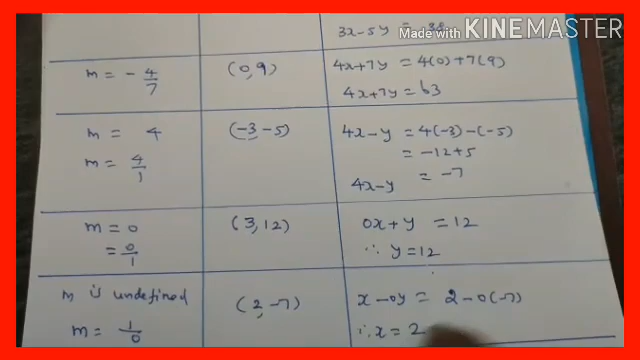 3x-5y =
Made with KINEMASTER
m = - 4/7
(0,9)
4x+7y = 4(0)+7(9)
4x+7y = 63
m = 4
m = 4/1
(-3,-5)
4x-y = 4(-3)-(-5)
= -12+5
4x-y = -7
m = 0
= 0/1
(3,12)
0x+y = 12
∴ y=12
m is undefined
m = 1/0
(2,-7)
x-0y = 2-0(-7)
∴ x = 2